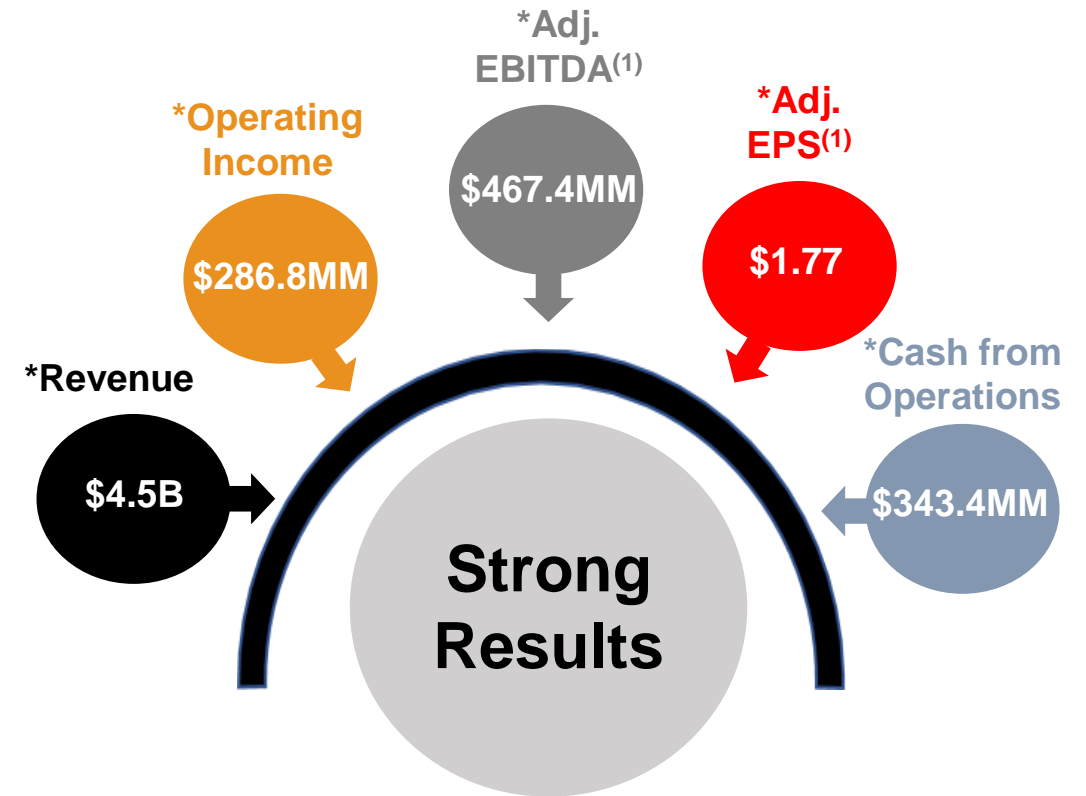 *Adj.
EBITDA(1)
$467.4MM
*Operating
Income
$286.8MM
*Adj.
EPS(1)
$1.77
*Revenue
$4.5B
*Cash from
Operations
$343.4MM
Strong
Results